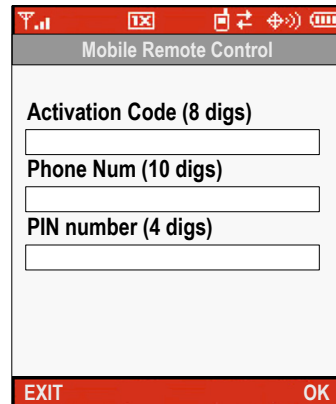 1X
Mobile Remote Control
Activation Code (8 digs)
Phone Num (10 digs)
PIN number (4 digs)
EXIT OK